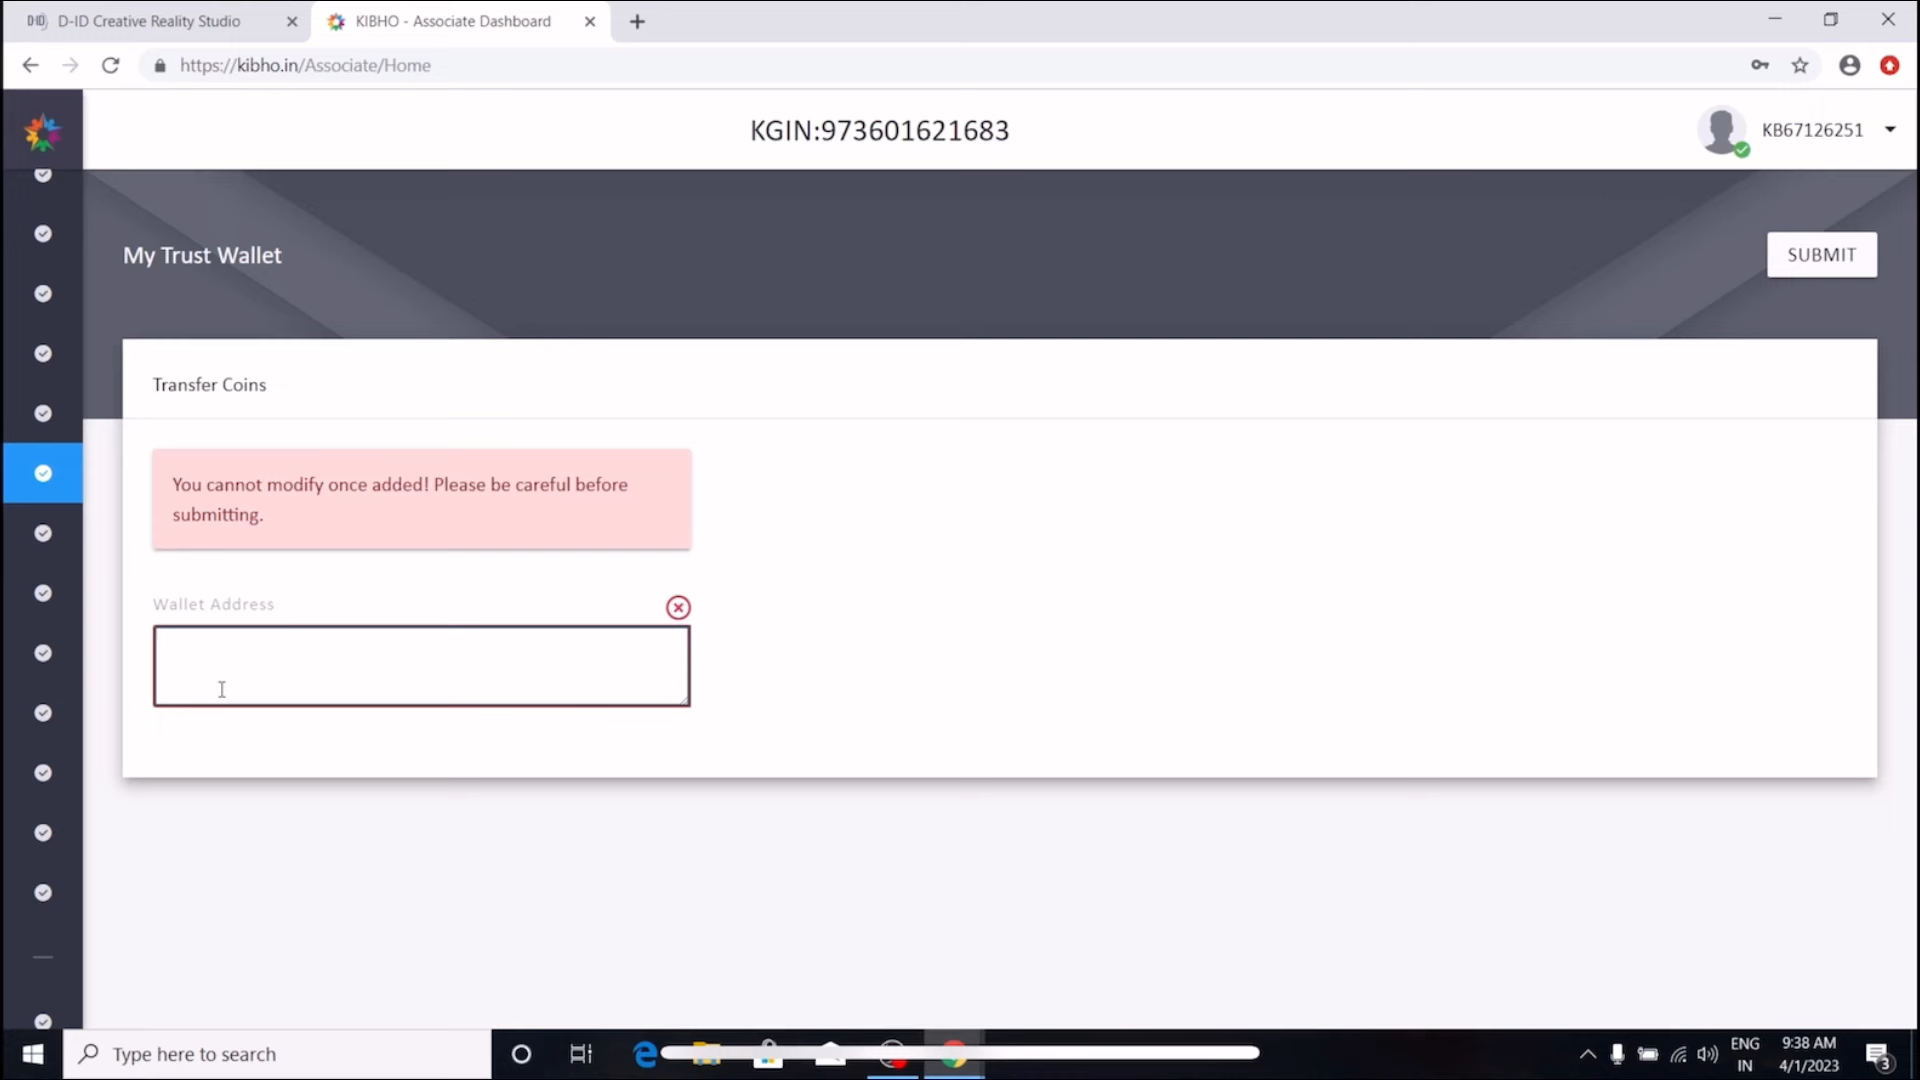 D-ID Creative Reality Studio
KIBHO - Associate Dashboard
https://kibho.in/Associate/Home
KGIN:973601621683
KB67126251
My Trust Wallet
SUBMIT
Transfer Coins
You cannot modify once added! Please be careful before
submitting.
Wallet Address
Type here to search
ENG
IN
9:38 AM
4/1/2023
3